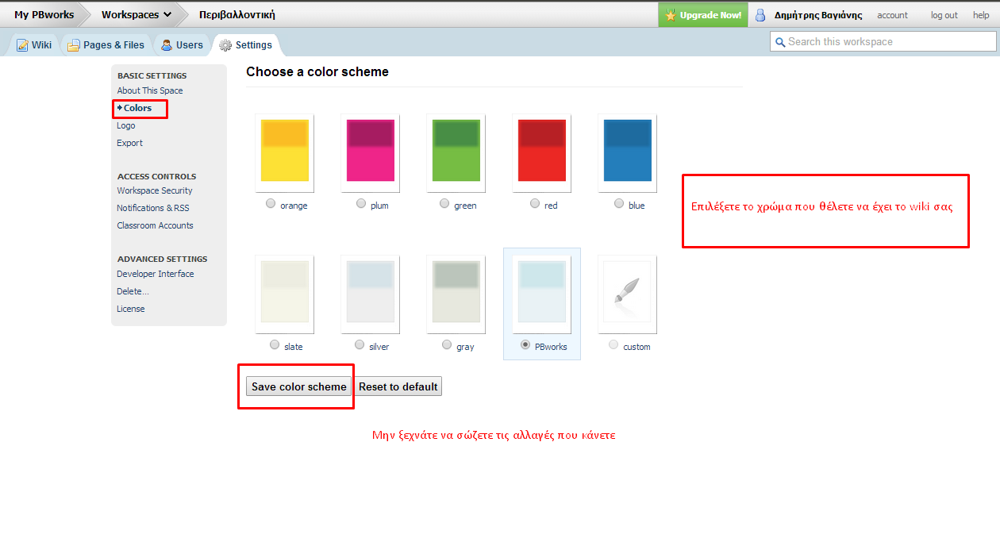 My PBworks Workspaces Περιβαλλοντική Upgrade Now! Δημήτρης Βαγιάνης account log out help
Wiki Pages & Files Users Settings Search this workspace
BASIC SETTINGS
About This Space
Colors
Logo
Export
ACCESS CONTROLS
Workspace Security
Notifications & RSS
Classroom Accounts
ADVANCED SETTINGS
Developer Interface
Delete...
License
Choose a color scheme
orange plum green red blue
Επιλέξετε το χρώμα που θέλετε να έχει το wiki σας
slate silver gray PBworks custom
Save color scheme Reset to default
Μην ξεχνάτε να σώζετε τις αλλαγές που κάνετε